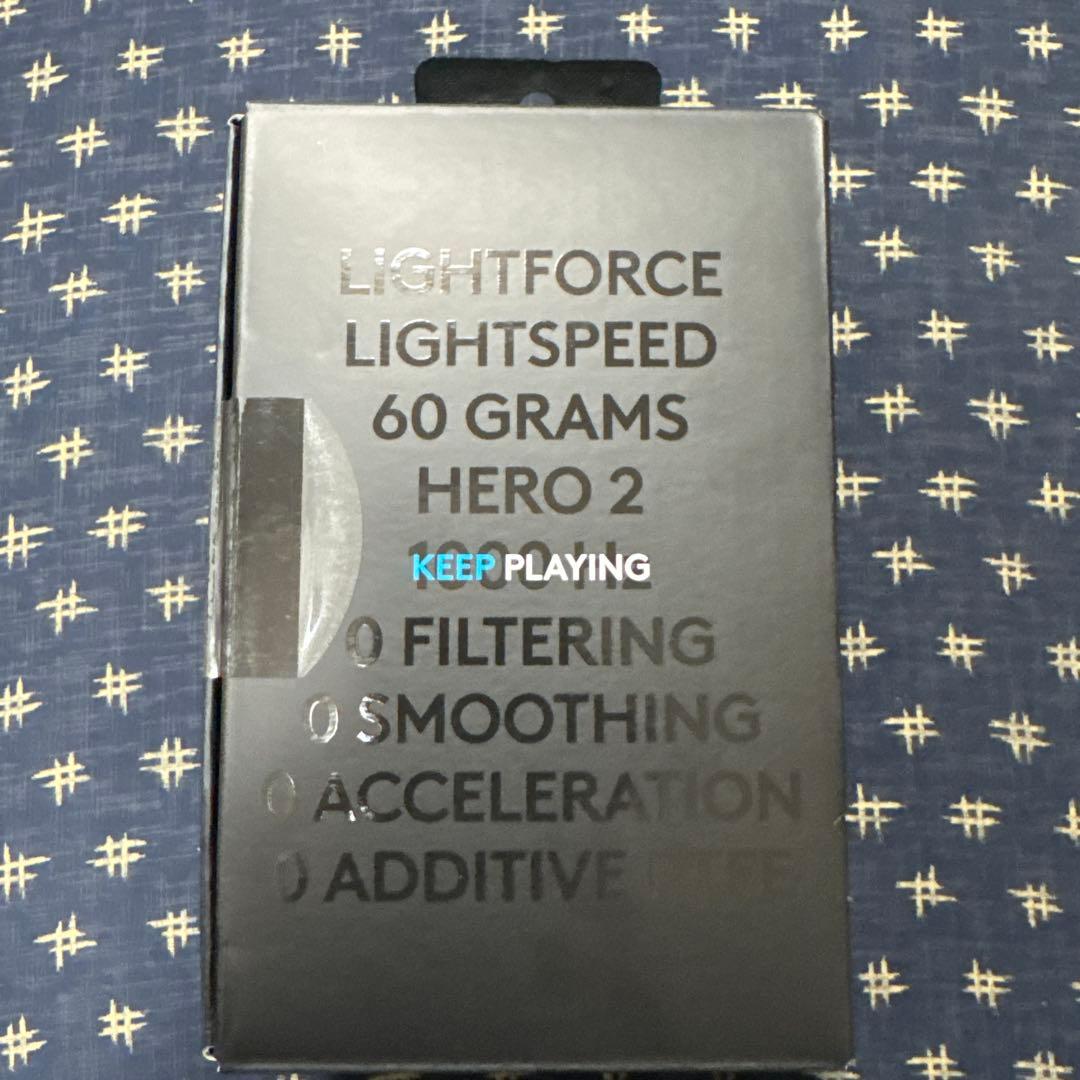 LIGHTFORCE
LIGHTSPEED
60 GRAMS
HERO 2
KEEP PLAYING
0 FILTERING
0 SMOOTHING
0 ACCELERATION
0 ADDITIVE